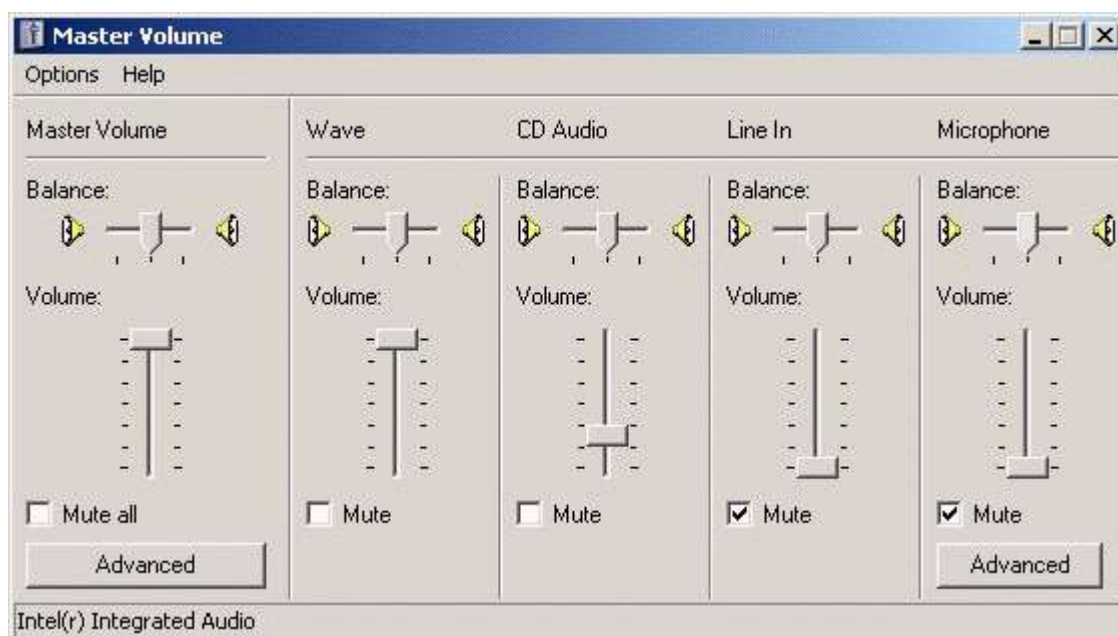 Master Volume
Options Help
Master Volume
Wave
CD Audio
Line In
Microphone
Balance:
Balance:
Balance:
Balance:
Balance:
Volume:
Volume:
Volume:
Volume:
Volume:
Mute all
Mute
Mute
Mute
Mute
Advanced
Advanced
Intel(r) Integrated Audio